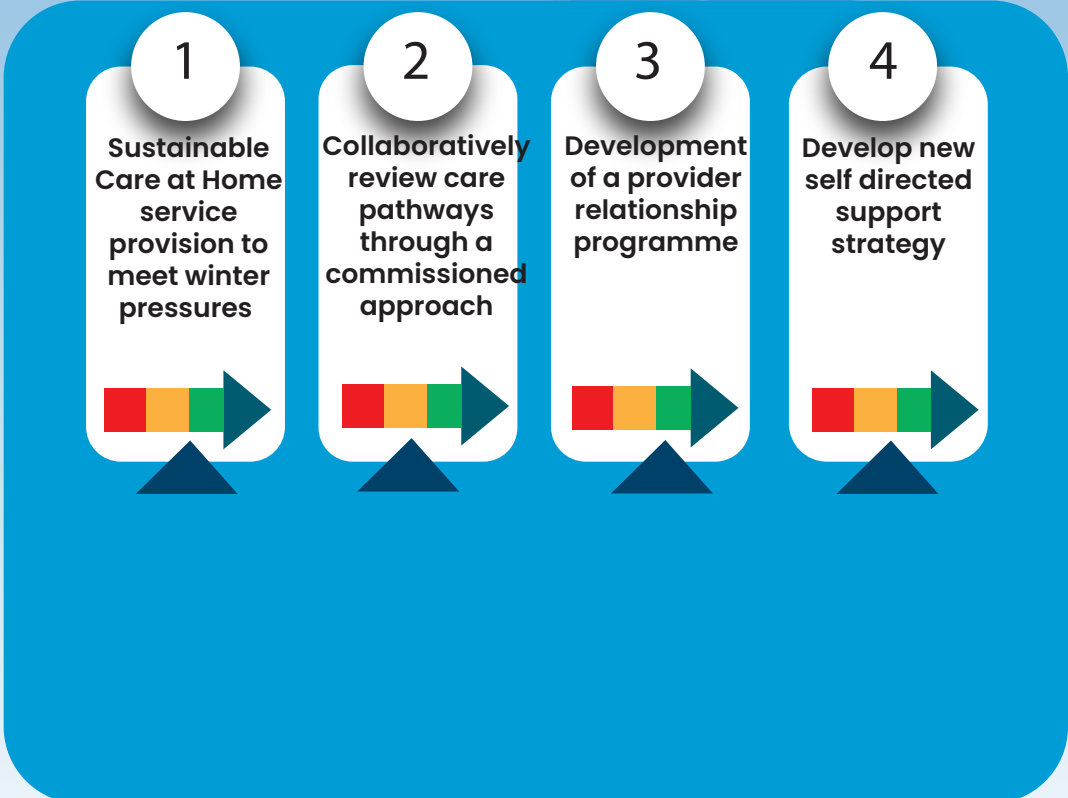 1
Sustainable
Care at Home
service
provision to
meet winter
pressures
2
Collaboratively
review care
pathways
through a
commissioned
approach
3
Development
of a provider
relationship
programme
4
Develop new
self directed
support
strategy